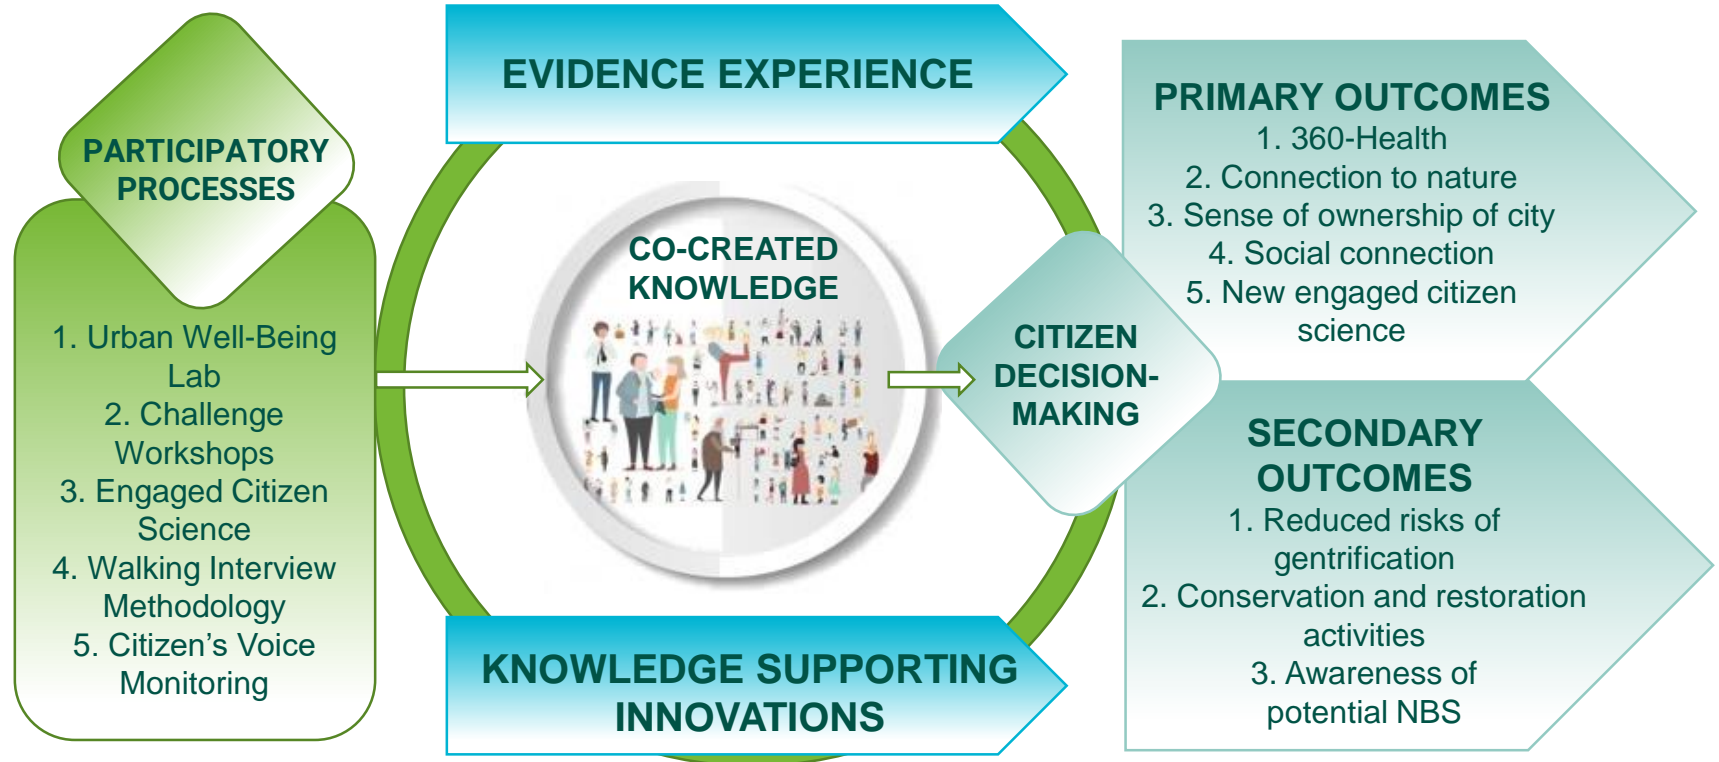 PARTICIPATORY
PROCESSES
1. Urban Well-Being
Lab
2. Challenge
Workshops
3. Engaged Citizen
Science
4. Walking Interview
Methodology
5. Citizen’s Voice
Monitoring
EVIDENCE EXPERIENCE
CO-CREATED
KNOWLEDGE
KNOWLEDGE SUPPORTING
INNOVATIONS
CITIZEN
DECISION-
MAKING
PRIMARY OUTCOMES
1. 360-Health
2. Connection to nature
3. Sense of ownership of city
4. Social connection
5. New engaged citizen
science
SECONDARY
OUTCOMES
1. Reduced risks of
gentrification
2. Conservation and restoration
activities
3. Awareness of
potential NBS